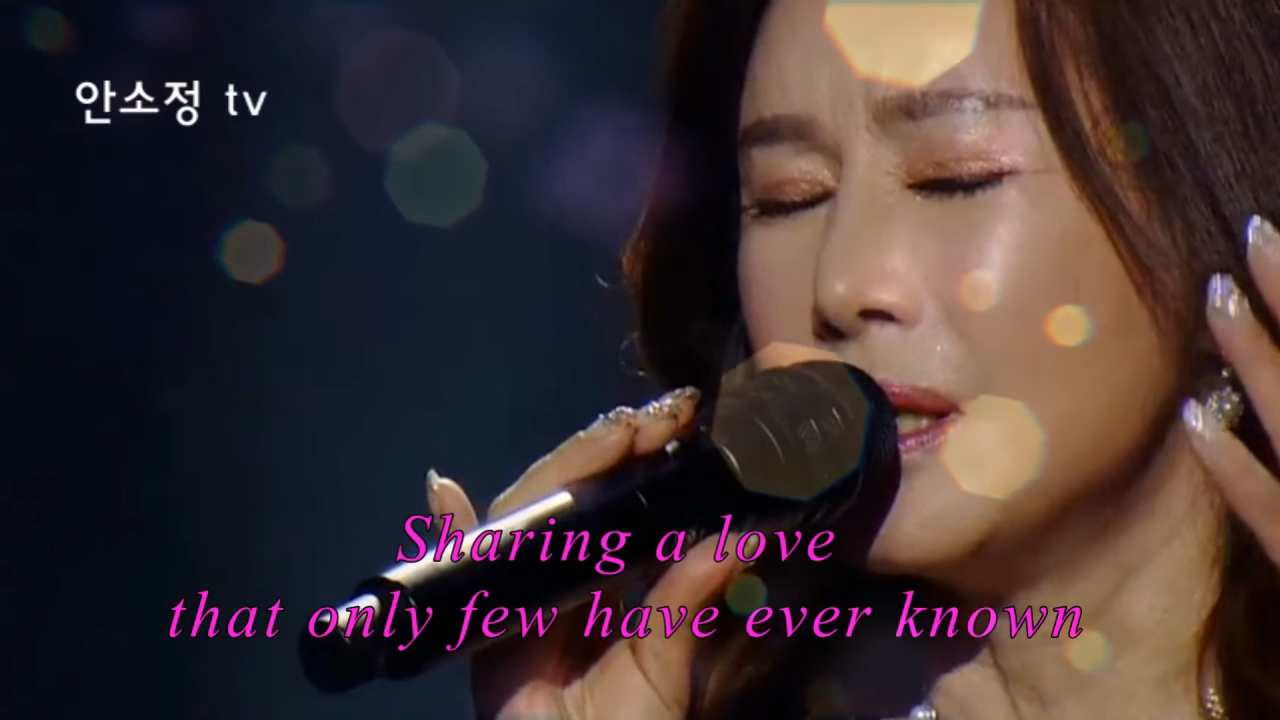 안소정 tv
Sharing a love
that only few have ever known